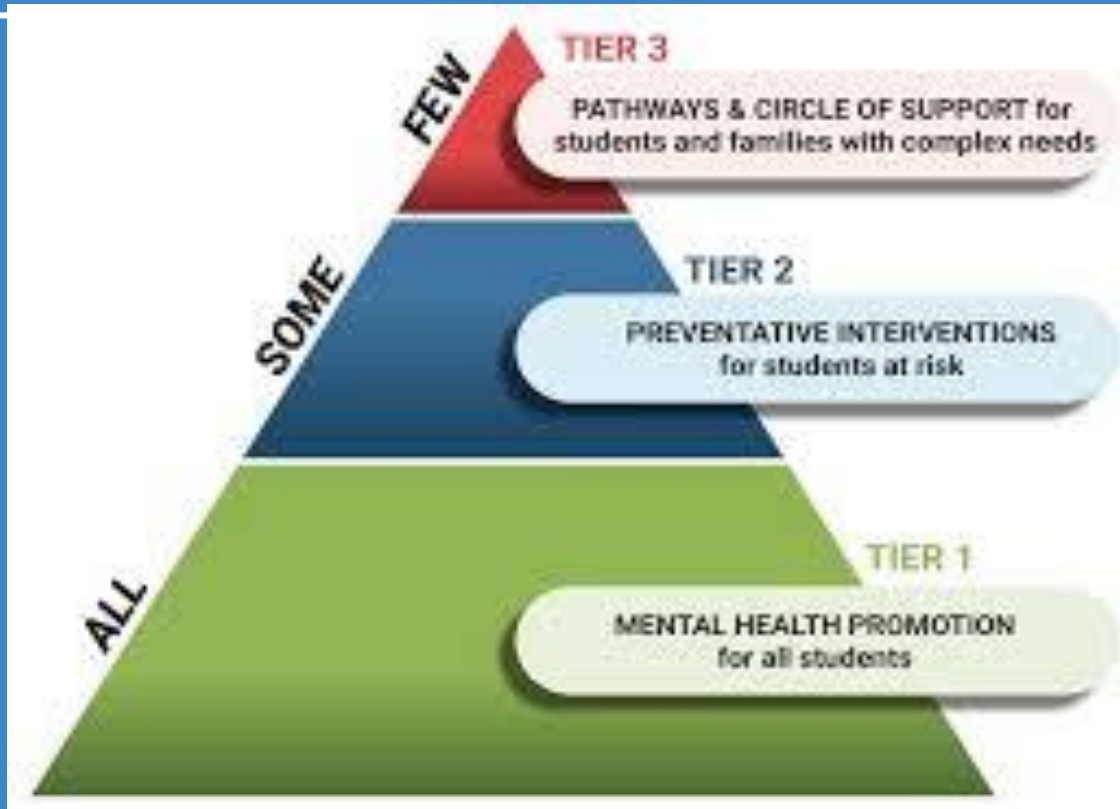 FEW
TIER 3
PATHWAYS & CIRCLE OF SUPPORT for
students and families with complex needs
SOME
TIER 2
PREVENTATIVE INTERVENTIONS
for students at risk
ALL
TIER 1
MENTAL HEALTH PROMOTION
for all students